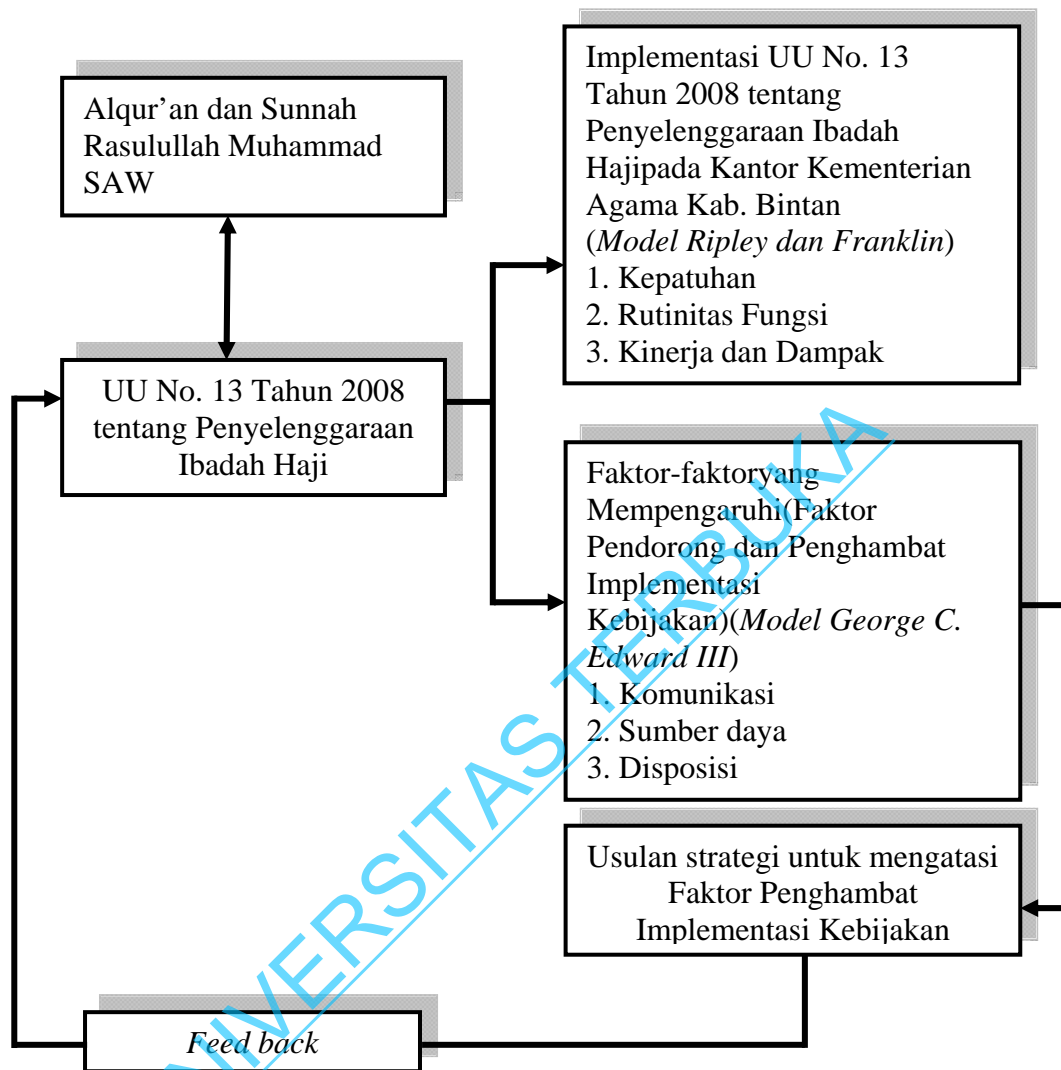 Alqur’an dan Sunnah
Rasulullah Muhammad
SAW
UU No. 13 Tahun 2008
tentang Penyelenggaraan
Ibadah Haji
Implementasi UU No. 13
Tahun 2008 tentang
Penyelenggaraan Ibadah
Hajipada Kantor Kementerian
Agama Kab. Bintan
(Model Ripley dan Franklin)
1. Kepatuhan
2. Rutinitas Fungsi
3. Kinerja dan Dampak
Faktor-faktoryang
Mempengaruhi(Faktor
Pendorong dan Penghambat
Implementasi
Kebijakan)(Model George C.
Edward III)
1. Komunikasi
2. Sumber daya
3. Disposisi
Usulan strategi untuk mengatasi
Faktor Penghambat
Implementasi Kebijakan
Feed back
UNIVERSITAS TERBUKA